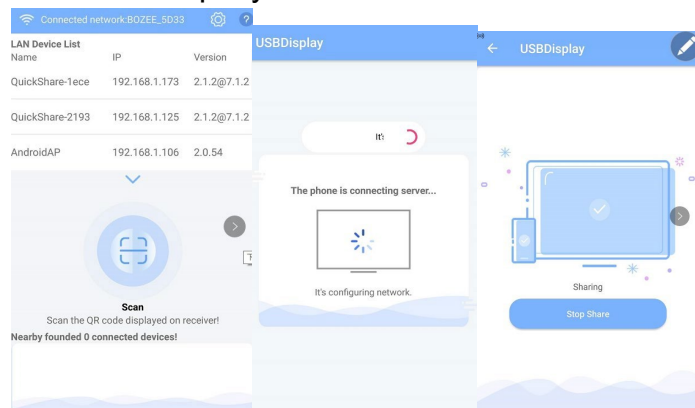 Connected network:BOZEE_5D33
?
LAN Device List
Name IP Version
QuickShare-1ece 192.168.1.173 2.1.2@7.1.2
QuickShare-2193 192.168.1.125 2.1.2@7.1.2
AndroidAP 192.168.1.106 2.0.54
Scan
Scan the QR code displayed on receiver!
Nearby founded 0 connected devices!
USBDisplay
It's
The phone is connecting server...
It's configuring network.
USBDisplay
Sharing
Stop Share